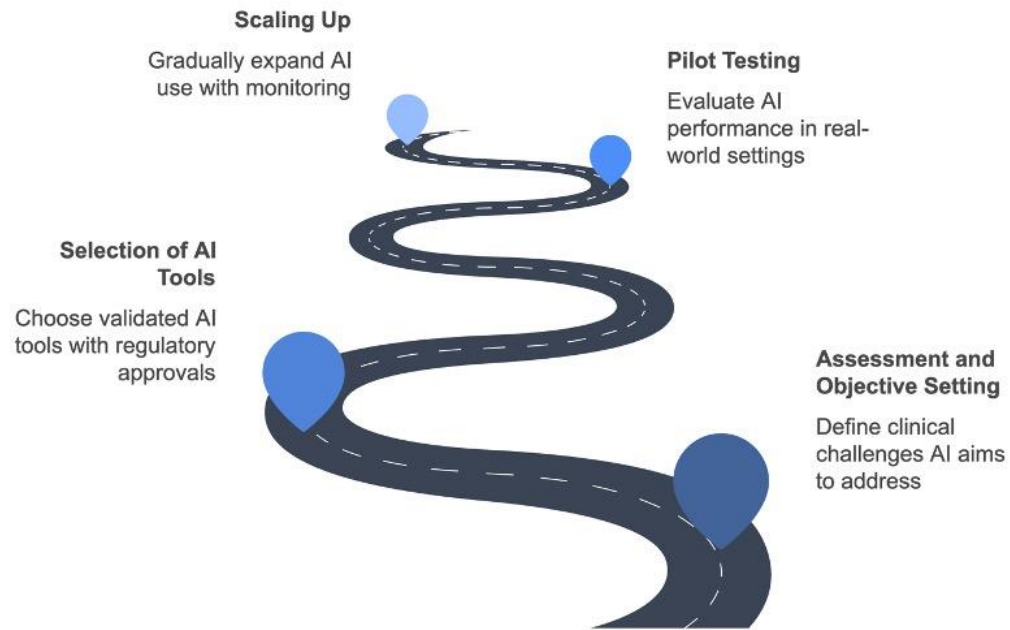 Scaling Up
Gradually expand AI
use with monitoring
Pilot Testing
Evaluate AI
performance in real-
world settings
Selection of AI
Tools
Choose validated AI
tools with regulatory
approvals
Assessment and
Objective Setting
Define clinical
challenges AI aims
to address